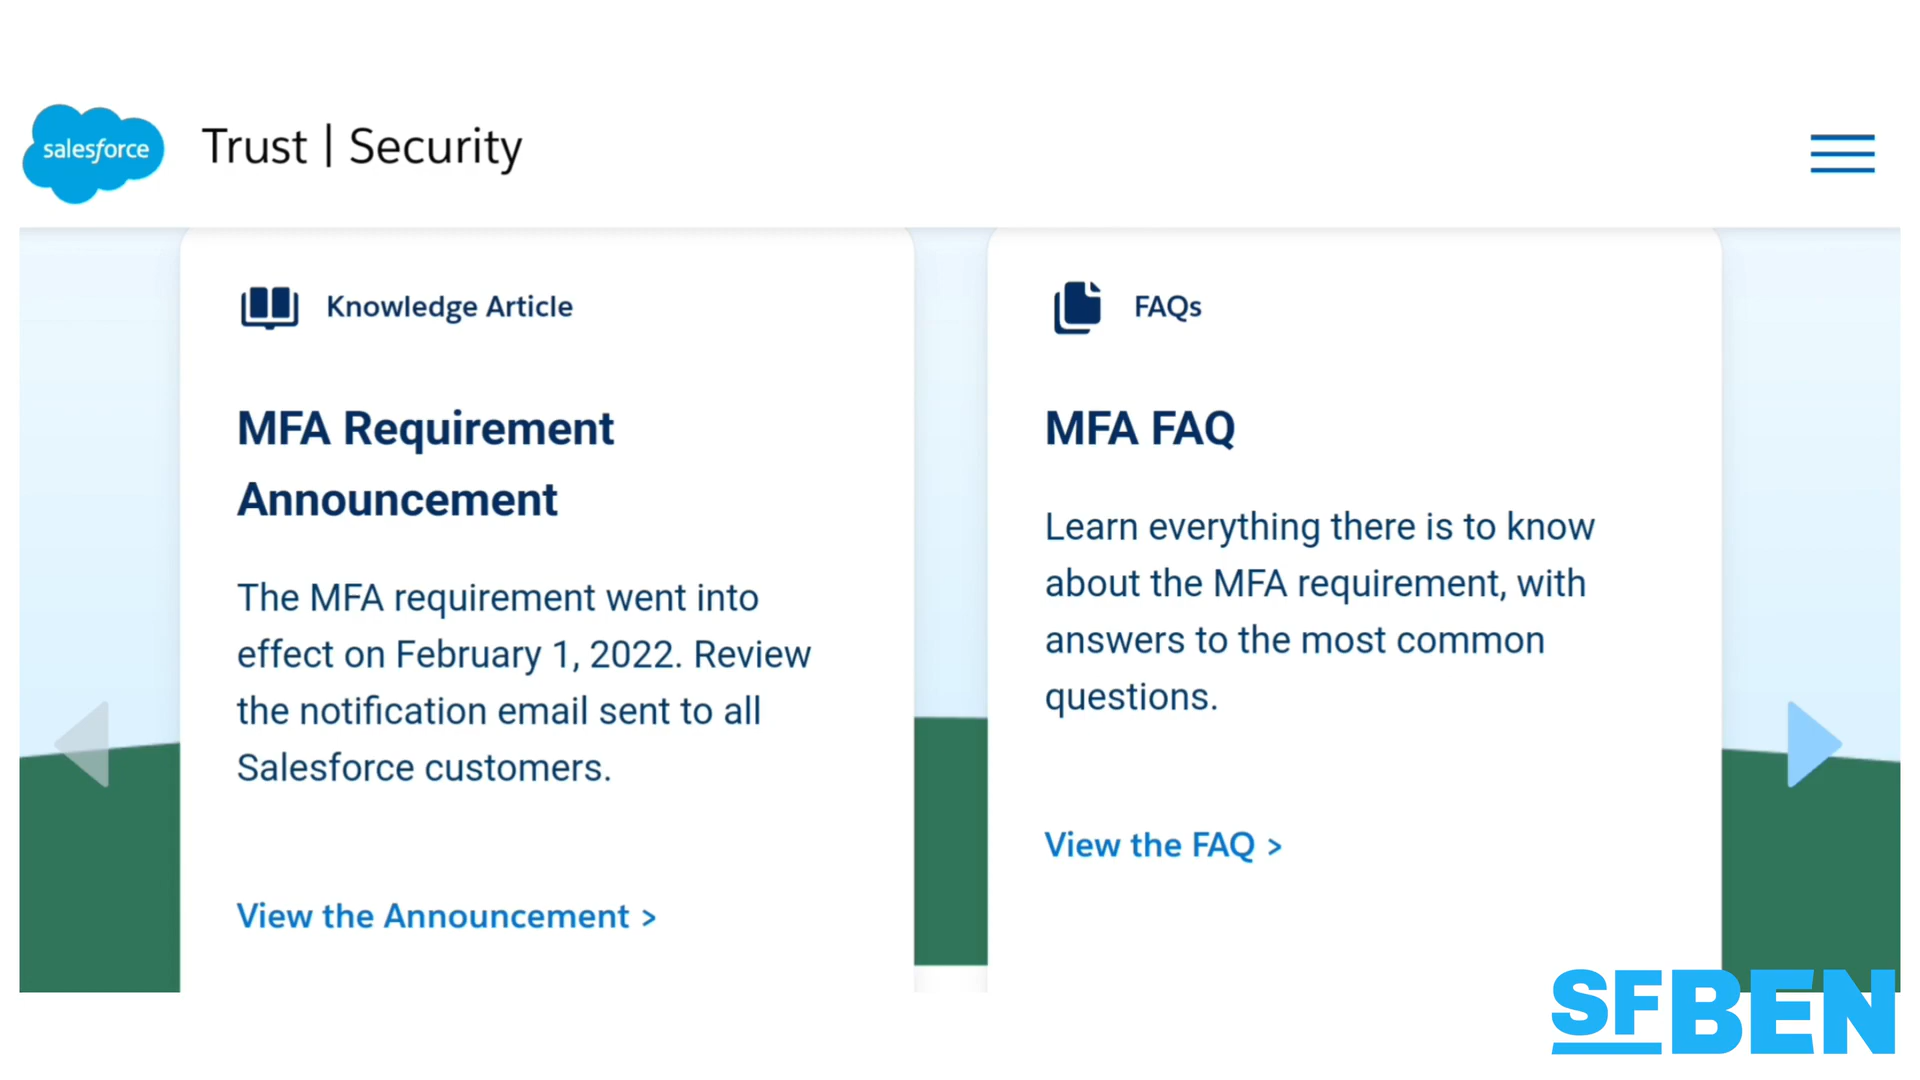 salesforce
Trust | Security
Knowledge Article
MFA Requirement
Announcement
The MFA requirement went into
effect on February 1, 2022. Review
the notification email sent to all
Salesforce customers.
View the Announcement >
FAQs
MFA FAQ
Learn everything there is to know
about the MFA requirement, with
answers to the most common
questions.
View the FAQ >
SFBEN